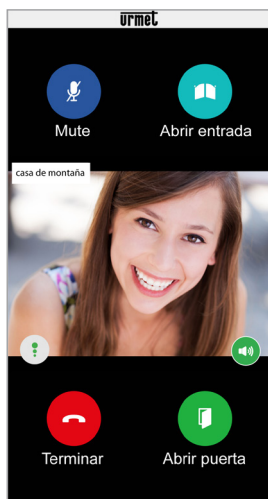 urmet
Mute
Abrir entrada
casa de montaña
Terminar
Abrir puerta